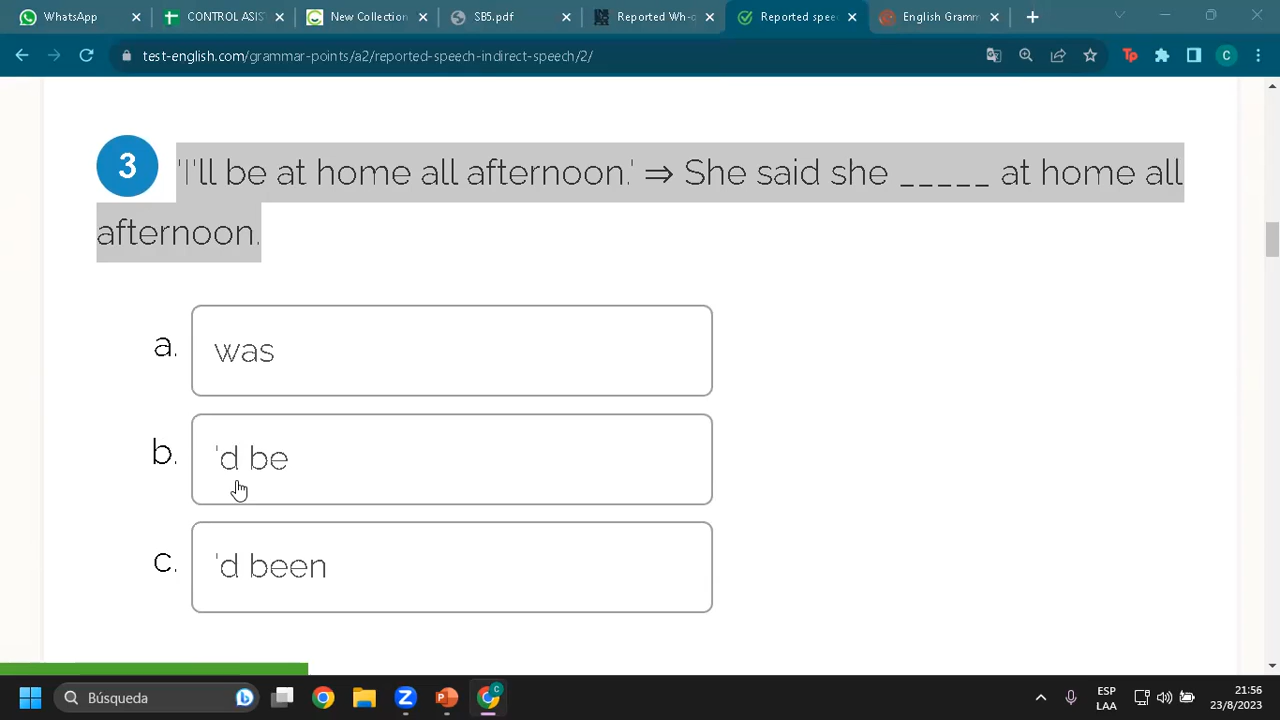 WhatsApp
CONTROL ASIS
New Collection
SB5.pdf
Reported Wh-c
Reported spee
English Gramm
test-english.com/grammar-points/a2/reported-speech-indirect-speech/2/
Tp
C
3
'I'll be at home all afternoon.' ⇒ She said she _____ at home all
afternoon.
a.
was
b.
'd be
c.
'd been
Búsqueda
ESP
LAA
21:56
23/8/2023